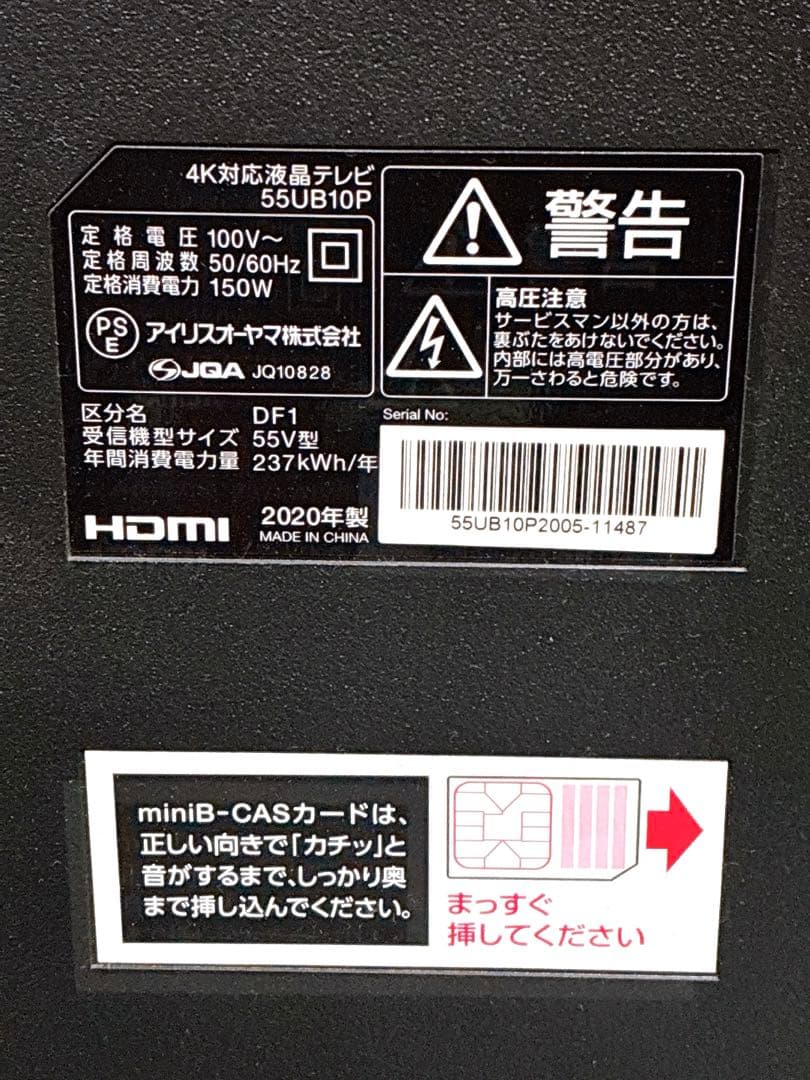 4K対応液晶テレビ
55UB10P
定格電圧 100V～
定格周波数 50/60Hz
定格消費電力 150W
PS
E
アイリスオーヤマ株式会社
JQA JQ10828
警告
高圧注意
サービスマン以外の方は、
裏ぶたをあけないでください。
内部には高電圧部分があり、
万一さわると危険です。
区分名 DF1
受信機型サイズ 55V型
年間消費電力量 237kWh/年
HDMI
2020年製
MADE IN CHINA
Serial No:
55UB10P2005-11487
miniB-CASカードは、
正しい向きで「カチッ」と
音がするまで、しっかり奥
まで挿し込んでください。
まっすぐ
挿してください